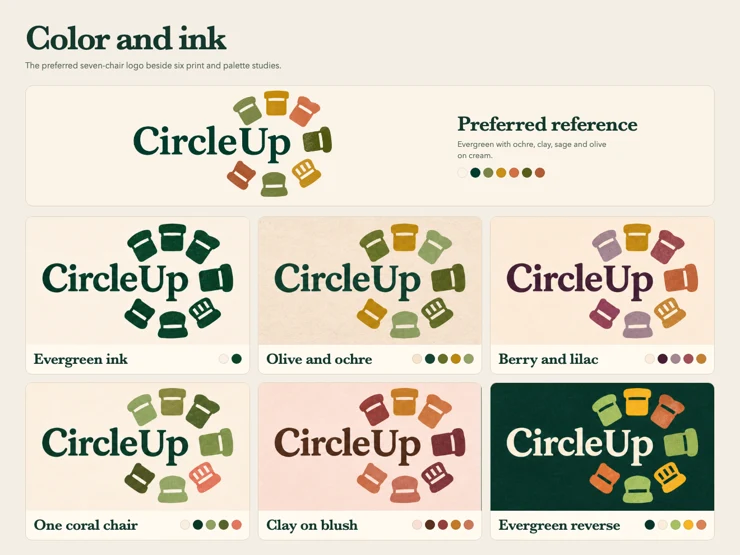 Color and ink
The preferred seven-chair logo beside six print and palette studies.
CircleUp
Preferred reference
Evergreen with ochre, clay, sage and olive
on cream.
CircleUp
Evergreen ink
CircleUp
Olive and ochre
CircleUp
Berry and lilac
CircleUp
One coral chair
CircleUp
Clay on blush
CircleUp
Evergreen reverse